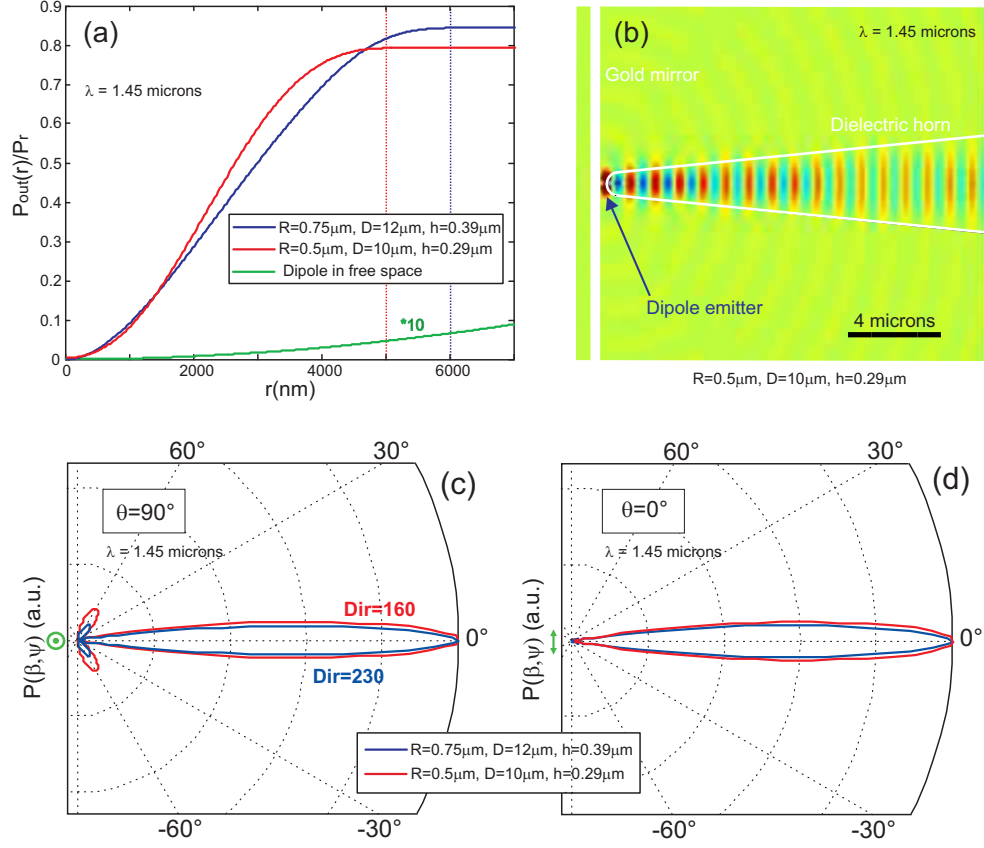 (a)
λ = 1.45 microns
Pout(r)/Pr
0.9
0.8
0.7
0.6
0.5
0.4
0.3
0.2
0.1
0
R=0.75μm, D=12μm, h=0.39μm
R=0.5μm, D=10μm, h=0.29μm
Dipole in free space
*10
0 2000 4000 6000
r(nm)
(b)
λ = 1.45 microns
Gold mirror
Dielectric horn
Dipole emitter
4 microns
R=0.5μm, D=10μm, h=0.29μm
60° 30°
(c)
θ=90°
λ = 1.45 microns
P(β,ψ) (a.u.)
Dir=160
0°
Dir=230
-60° -30°
60° 30°
(d)
θ=0°
λ = 1.45 microns
P(β,ψ) (a.u.)
0°
-60° -30°
R=0.75μm, D=12μm, h=0.39μm
R=0.5μm, D=10μm, h=0.29μm